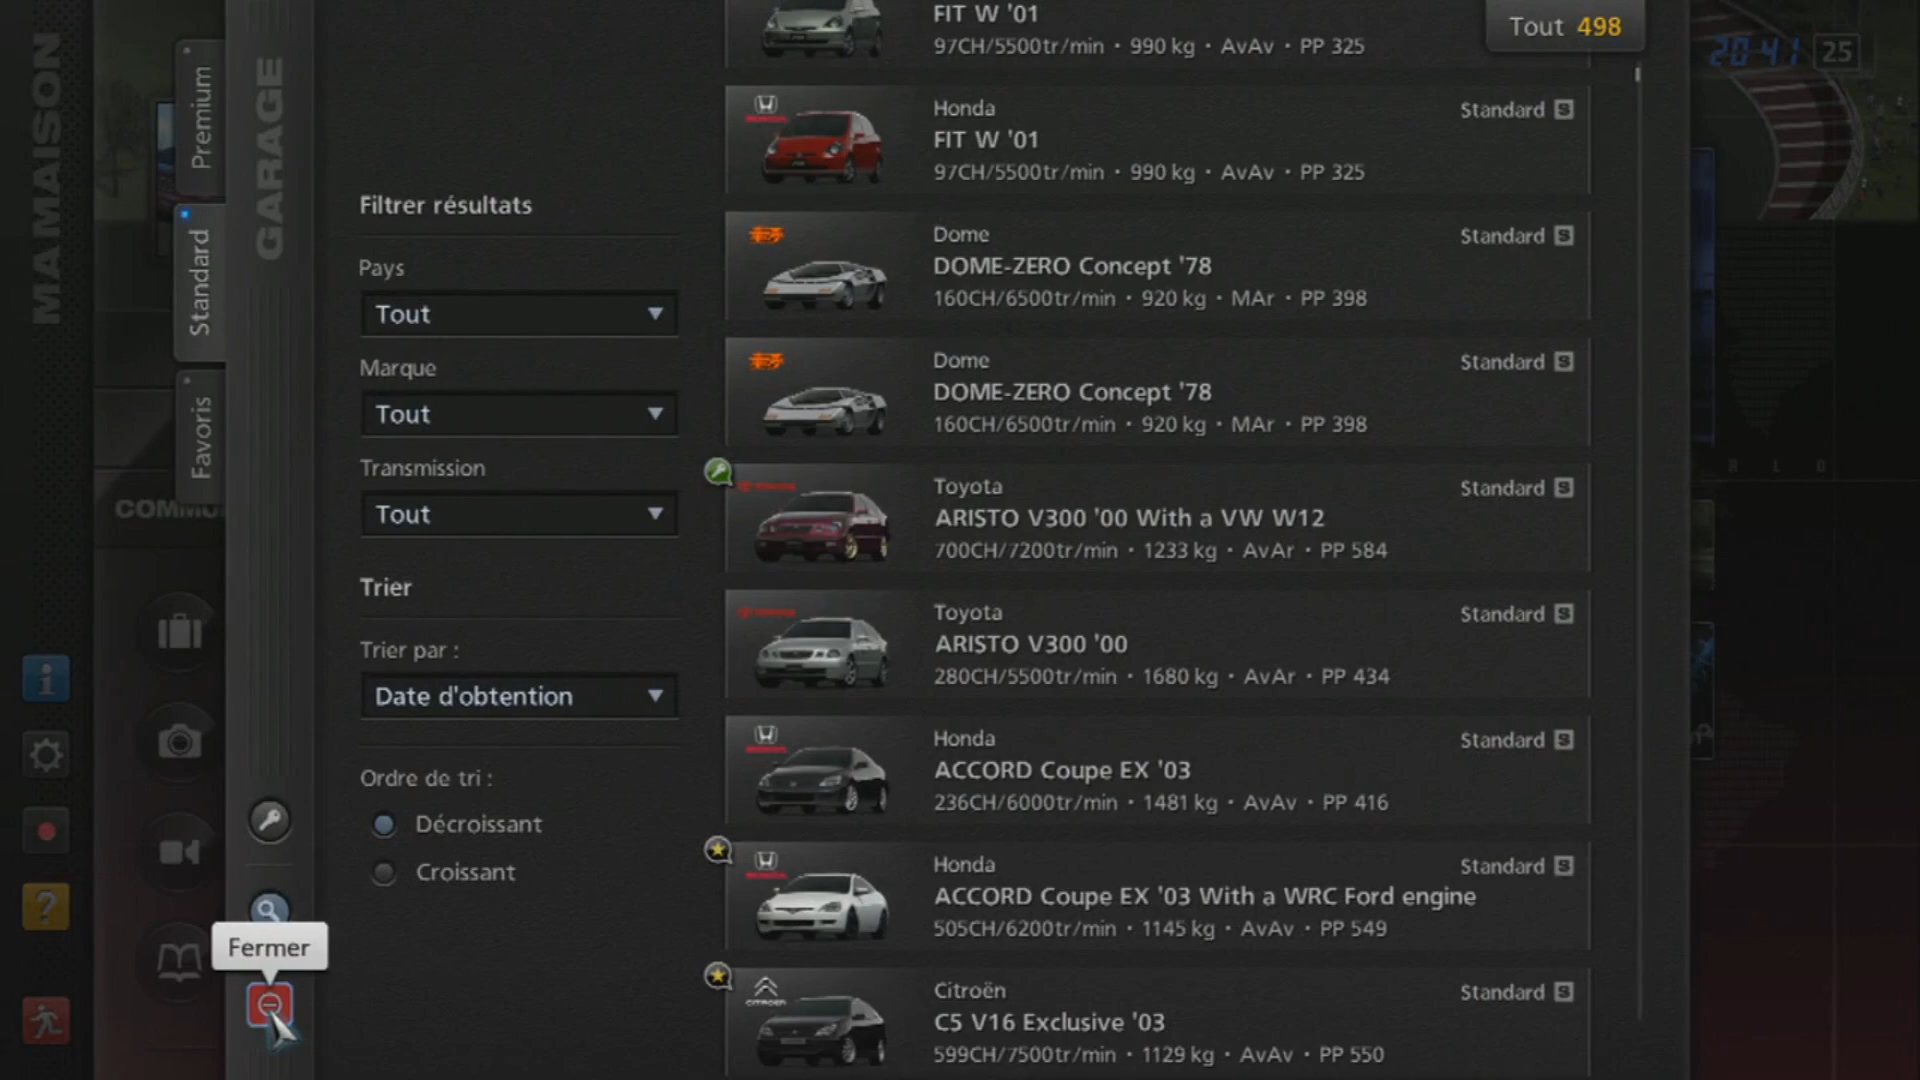 MAMAISON
Premium
Standard
Favoris
GARAGE
COMMU
Filtrer résultats
Pays
Tout
Marque
Tout
Transmission
Tout
Trier
Trier par :
Date d'obtention
Ordre de tri :
Décroissant
Croissant
Fermer
Tout 498
20 41 25
FIT W '01
97CH/5500tr/min · 990 kg · AvAv · PP 325
Honda
Standard S
FIT W '01
97CH/5500tr/min · 990 kg · AvAv · PP 325
Dome
Standard S
DOME-ZERO Concept '78
160CH/6500tr/min · 920 kg · MAr · PP 398
Dome
Standard S
DOME-ZERO Concept '78
160CH/6500tr/min · 920 kg · MAr · PP 398
Toyota
Standard S
ARISTO V300 '00 With a VW W12
700CH/7200tr/min · 1233 kg · AvAr · PP 584
Toyota
Standard S
ARISTO V300 '00
280CH/5500tr/min · 1680 kg · AvAr · PP 434
Honda
Standard S
ACCORD Coupe EX '03
236CH/6000tr/min · 1481 kg · AvAv · PP 416
Honda
Standard S
ACCORD Coupe EX '03 With a WRC Ford engine
505CH/6200tr/min · 1145 kg · AvAv · PP 549
CITROËN
Citroën
Standard S
C5 V16 Exclusive '03
599CH/7500tr/min · 1129 kg · AvAv · PP 550